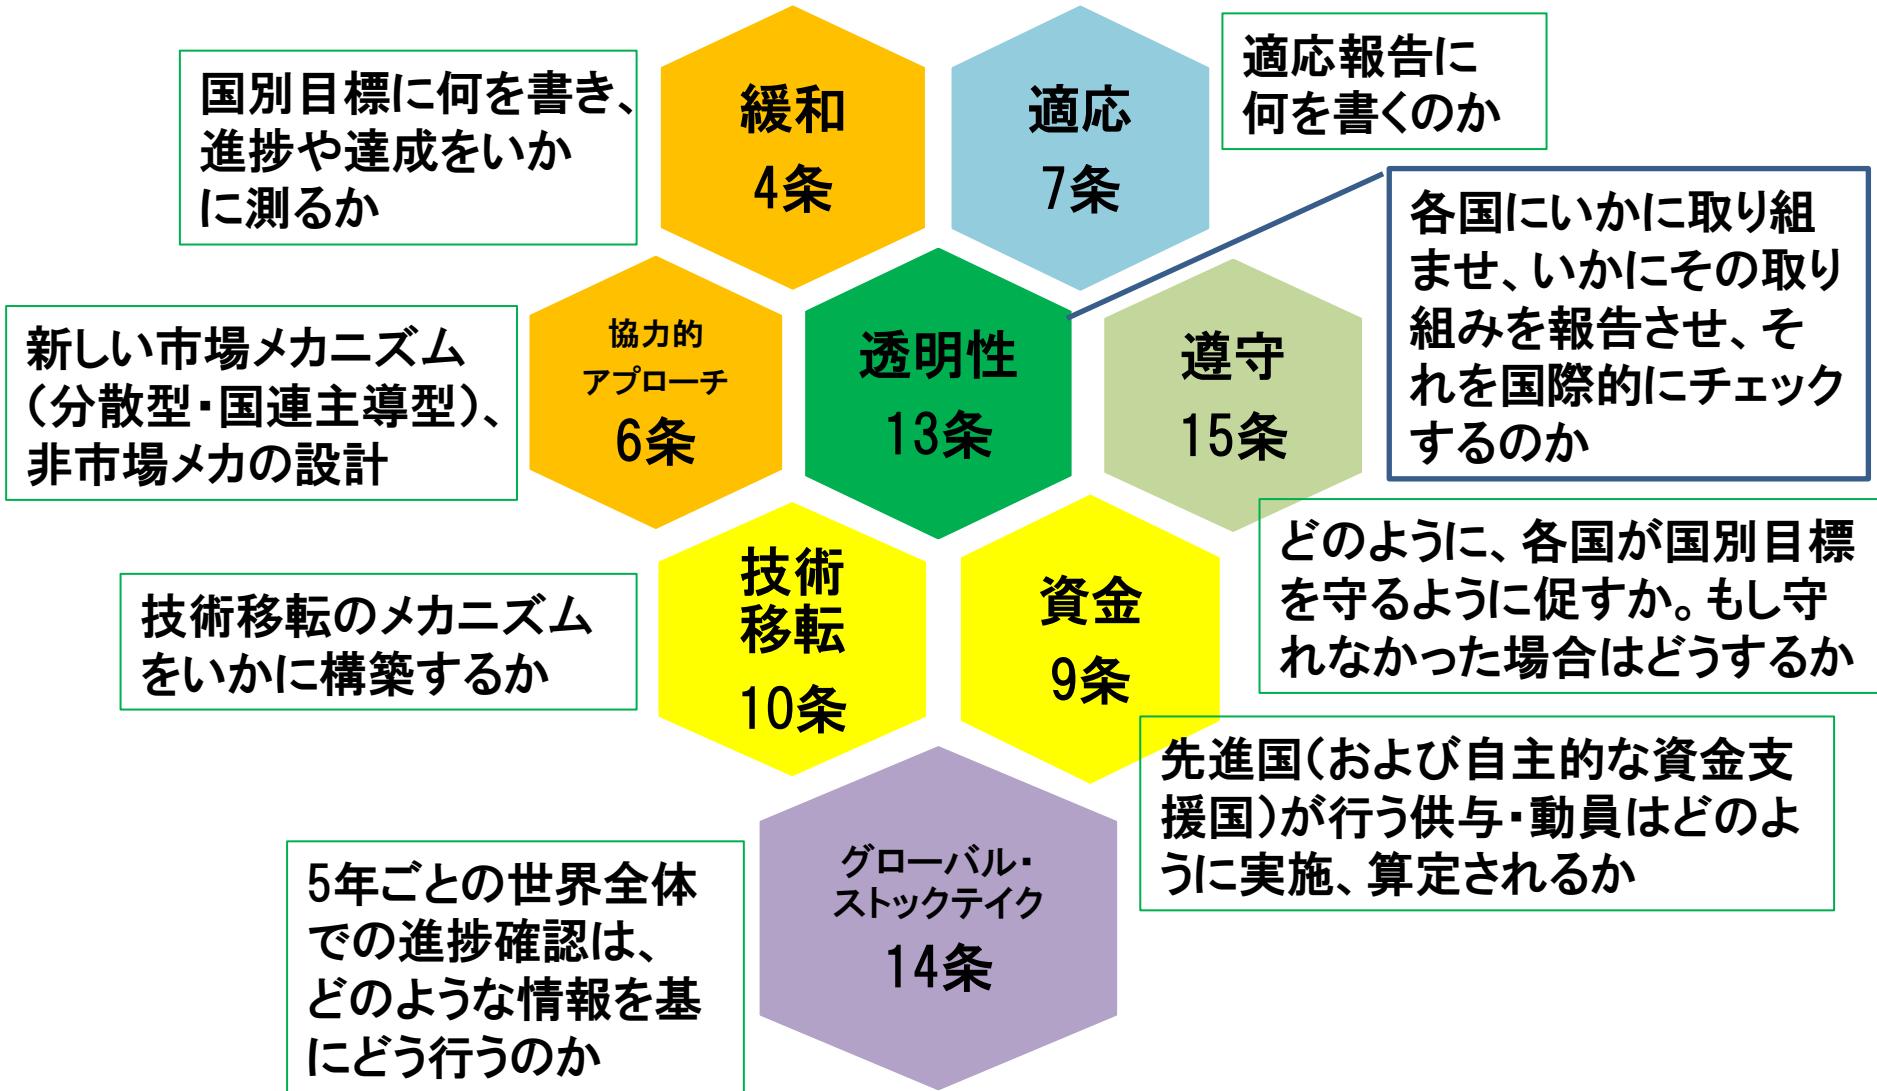 国別目標に何を書き、
進捗や達成をいか
に測るか
緩和
4条
適応
7条
適応報告に
何を書くのか
各国にいかに取り組
ませ、いかにその取り
組みを報告させ、そ
れを国際的にチェック
するのか
新しい市場メカニズム
（分散型・国連主導型）、
非市場メカの設計
協力的
アプローチ
6条
透明性
13条
遵守
15条
どのように、各国が国別目標
を守るように促すか。もし守
れなかった場合はどうするか
技術移転のメカニズム
をいかに構築するか
技術
移転
10条
資金
9条
先進国（および自主的な資金支
援国）が行う供与・動員はどのよ
うに実施、算定されるか
5年ごとの世界全体
での進捗確認は、
どのような情報を基
にどう行うのか
グローバル・
ストックテイク
14条